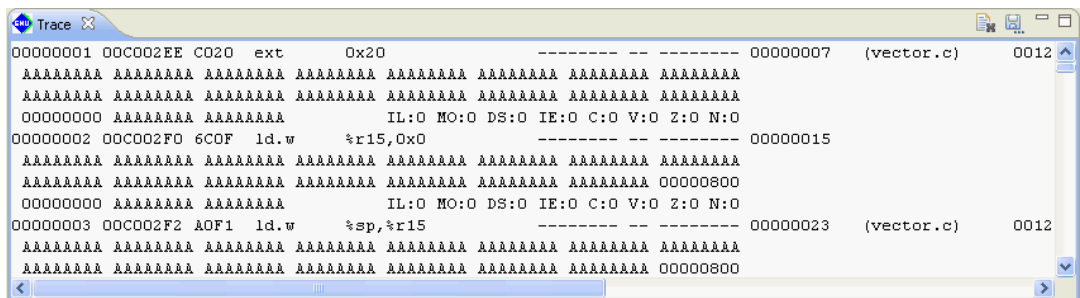 Trace
00000001 00C002EE C020 ext 0x20 -------- -- -------- 00000007 (vector.c) 0012
AAAAAAAA AAAAAAAA AAAAAAAA AAAAAAAA AAAAAAAA AAAAAAAA AAAAAAAA AAAAAAAA
AAAAAAAA AAAAAAAA AAAAAAAA AAAAAAAA AAAAAAAA AAAAAAAA AAAAAAAA AAAAAAAA
00000000 AAAAAAAA AAAAAAAA IL:0 MO:0 DS:0 IE:0 C:0 V:0 Z:0 N:0
00000002 00C002F0 6C0F ld.w %r15,0x0 -------- -- -------- 00000015
AAAAAAAA AAAAAAAA AAAAAAAA AAAAAAAA AAAAAAAA AAAAAAAA AAAAAAAA AAAAAAAA
AAAAAAAA AAAAAAAA AAAAAAAA AAAAAAAA AAAAAAAA AAAAAAAA AAAAAAAA 00000800
00000000 AAAAAAAA AAAAAAAA IL:0 MO:0 DS:0 IE:0 C:0 V:0 Z:0 N:0
00000003 00C002F2 A0F1 ld.w %sp,%r15 -------- -- -------- 00000023 (vector.c) 0012
AAAAAAAA AAAAAAAA AAAAAAAA AAAAAAAA AAAAAAAA AAAAAAAA AAAAAAAA AAAAAAAA
AAAAAAAA AAAAAAAA AAAAAAAA AAAAAAAA AAAAAAAA AAAAAAAA AAAAAAAA 00000800